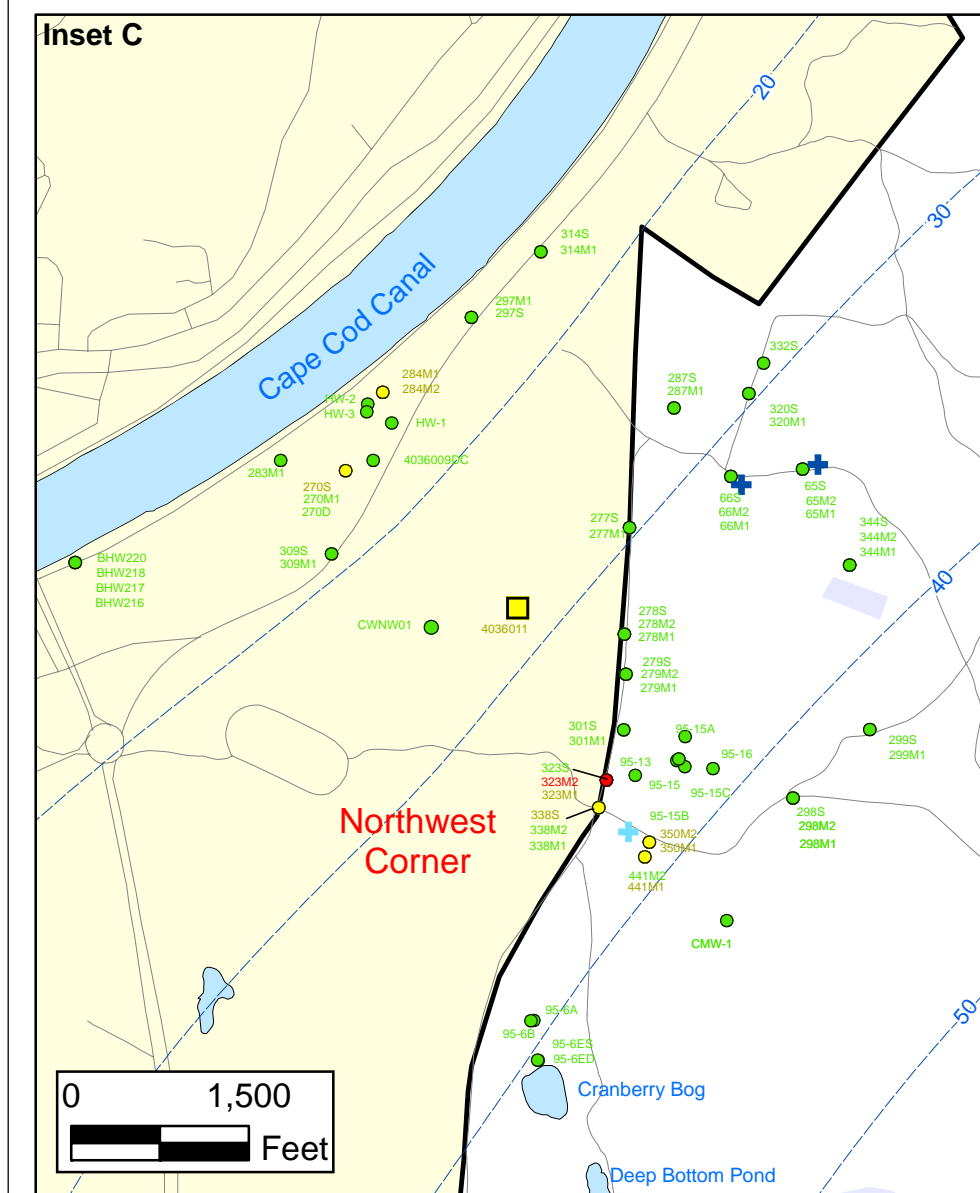 Inset C
20
30
314S
314M1
Cape Cod Canal
297M1
297S
332S
284M1
284M2
287S
287M1
HW-2
HW-3
320S
320M1
HW-1
283M1
4036009DC
270S
270M1
270D
66S
66M2
66M1
65S
65M2
65M1
277S
277M1
344S
344M2
344M1
309S
309M1
BHW220
BHW218
BHW217
BHW216
40
CWNW01
4036011
278S
278M2
278M1
279S
279M2
279M1
301S
301M1
95-15A
299S
299M1
95-13
95-16
323S
323M2
323M1
95-15
95-15C
338S
338M2
338M1
95-15B
298S
298M2
298M1
Northwest
Corner
350M2
350M1
441M2
441M1
CMW-1
50
95-6A
95-6B
95-6ES
95-6ED
Cranberry Bog
0 1,500
Feet
Deep Bottom Pond